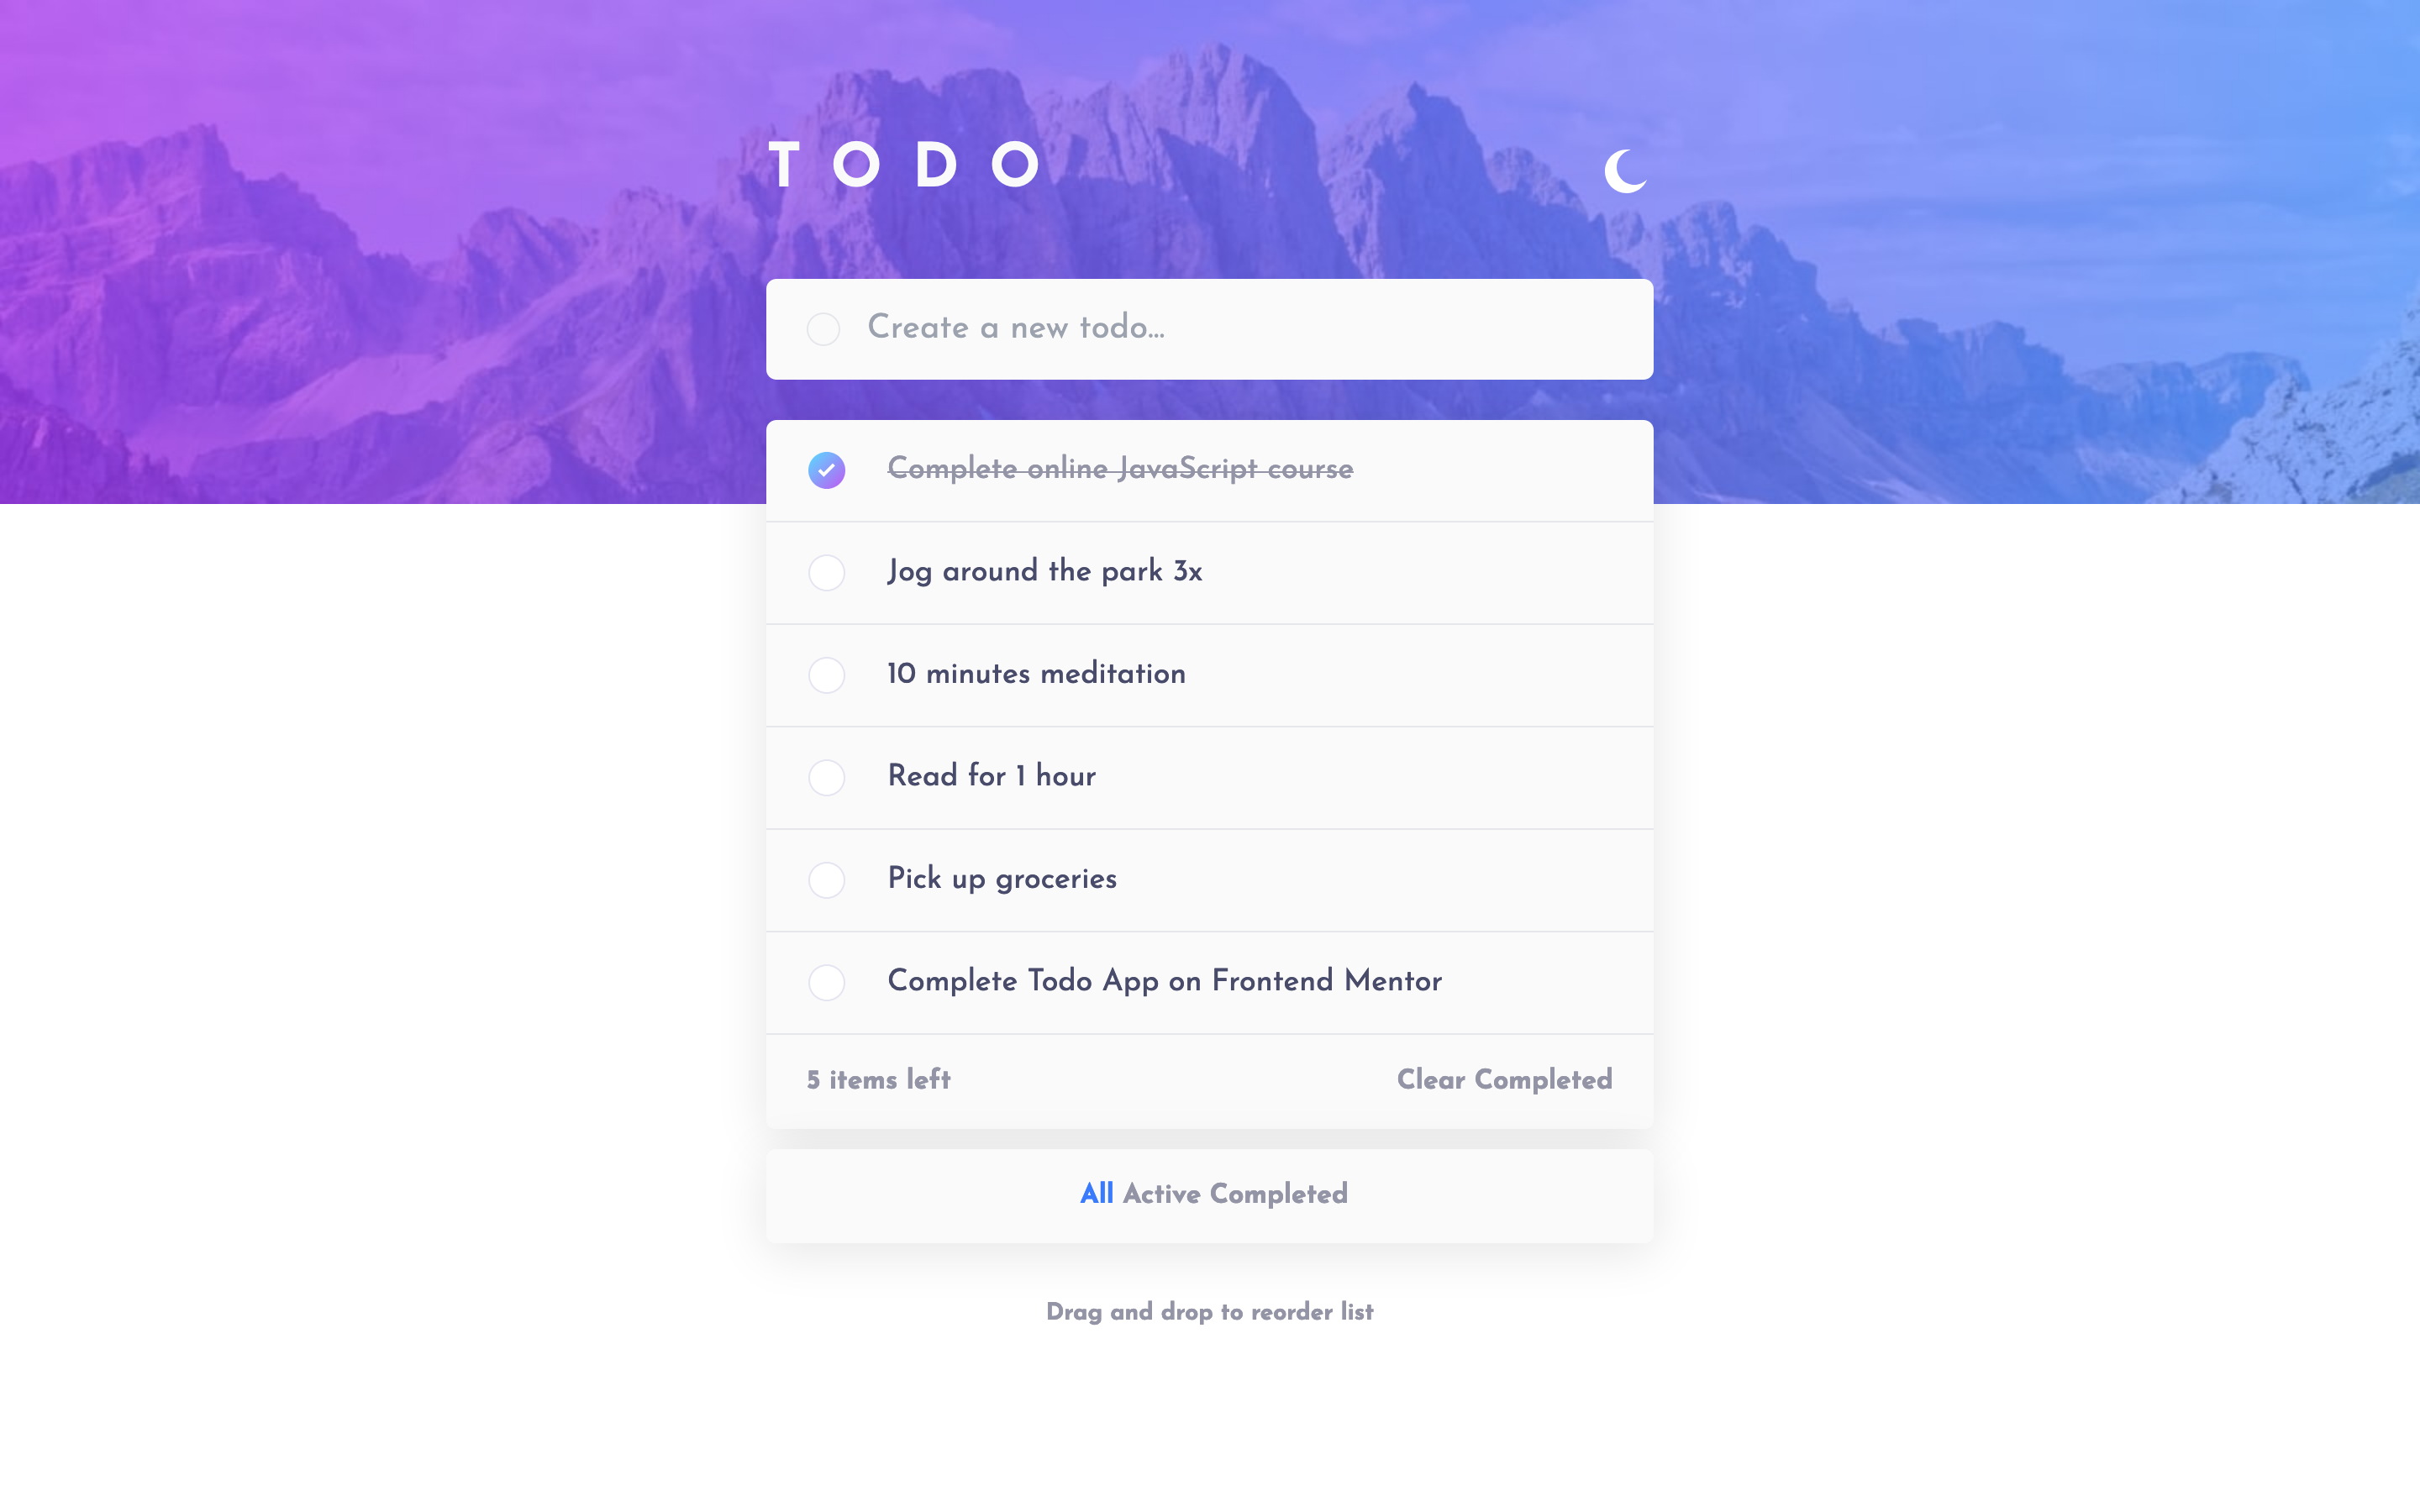 TODO
Create a new todo...
Complete online JavaScript course
Jog around the park 3x
10 minutes meditation
Read for 1 hour
Pick up groceries
Complete Todo App on Frontend Mentor
5 items left Clear Completed
All Active Completed
Drag and drop to reorder list